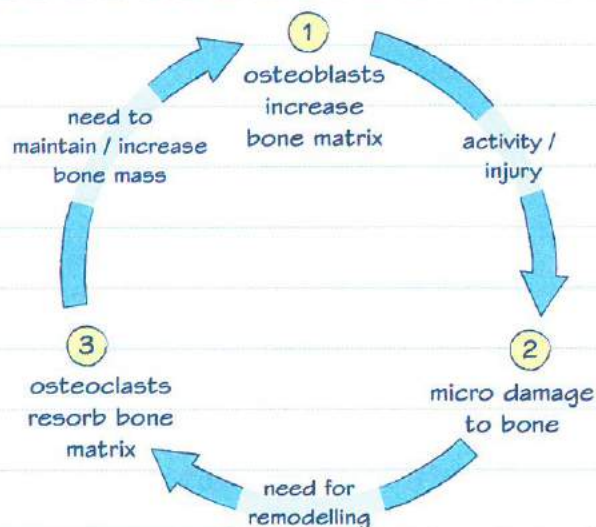 1
osteoblasts
increase
bone matrix
activity /
injury
2
micro damage
to bone
need for
remodelling
3
osteoclasts
resorb bone
matrix
need to
maintain / increase
bone mass